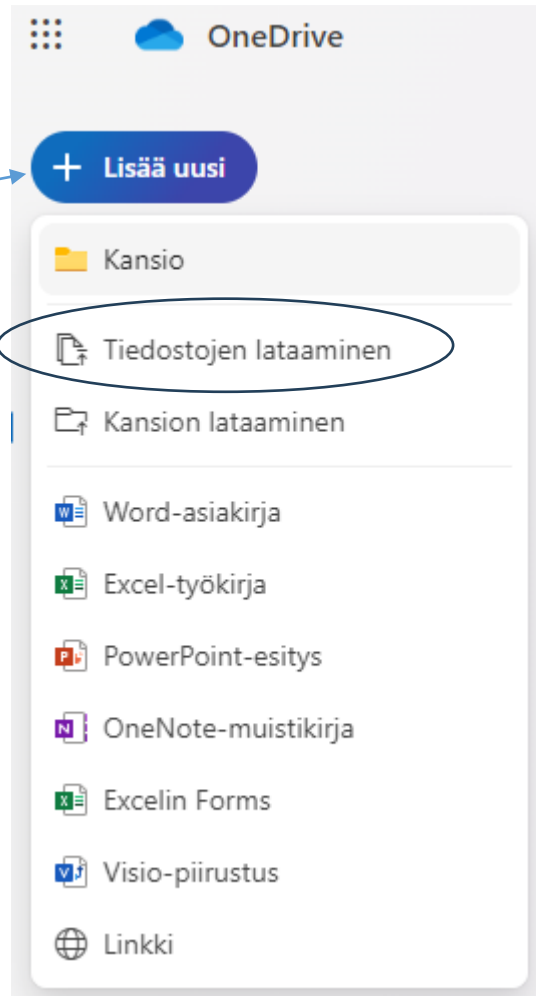 OneDrive
+ Lisää uusi
Kansio
Tiedostojen lataaminen
Kansion lataaminen
Word-asiakirja
Excel-työkirja
PowerPoint-esitys
OneNote-muistikirja
Excelin Forms
Visio-piirustus
Linkki